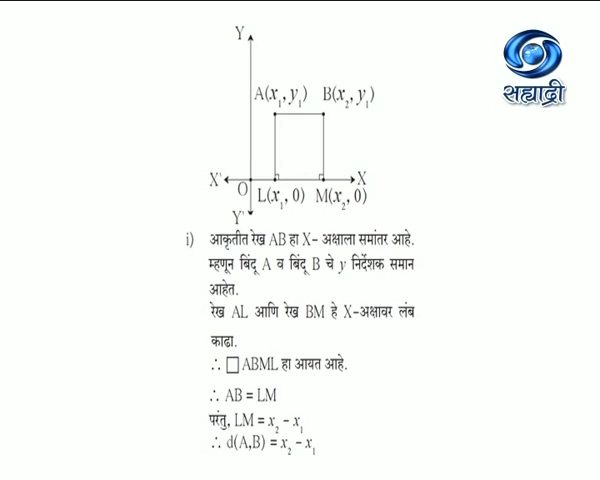 Y
सह्याद्री
A(x₁, y₁) B(x₂, y₁)
X' O X
L(x₁, 0) M(x₂, 0)
Y'
i) आकृतीत रेख AB हा X- अक्षाला समांतर आहे.
म्हणून बिंदू A व बिंदू B चे y निर्देशक समान
आहेत.
रेख AL आणि रेख BM हे X-अक्षावर लंब
काढा.
∴ □ ABML हा आयत आहे.
∴ AB = LM
परंतु, LM = x₂ - x₁
∴ d(A,B) = x₂ - x₁